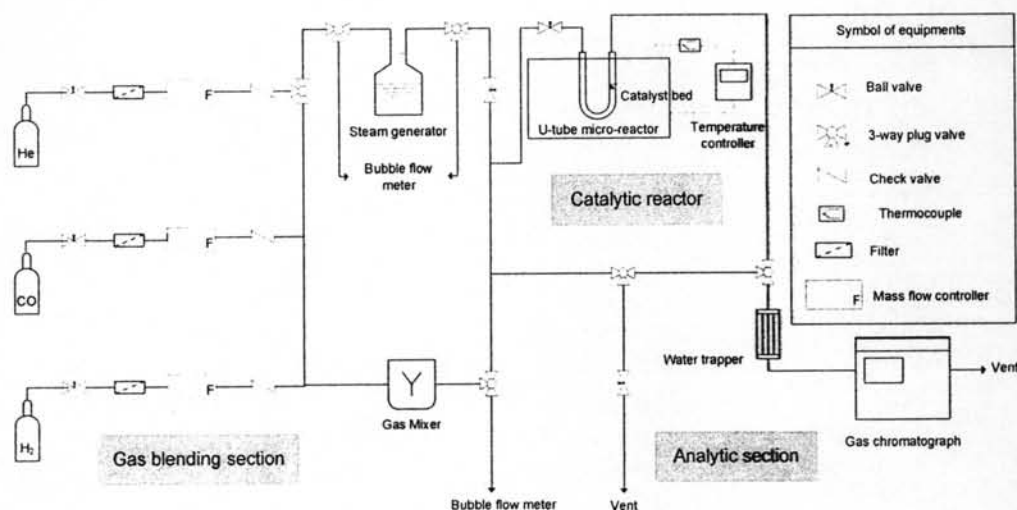 Symbol of equipments
Ball valve
3-way plug valve
Check valve
Thermocouple
Filter
F
Mass flow controller
He
F
Steam generator
Bubble flow
meter
Catalyst bed
U-tube micro-reactor
Temperature
controller
Catalytic reactor
CO
F
H₂
F
Gas Mixer
Gas blending section
Water trapper
Vent
Gas chromatograph
Analytic section
Bubble flow meter
Vent